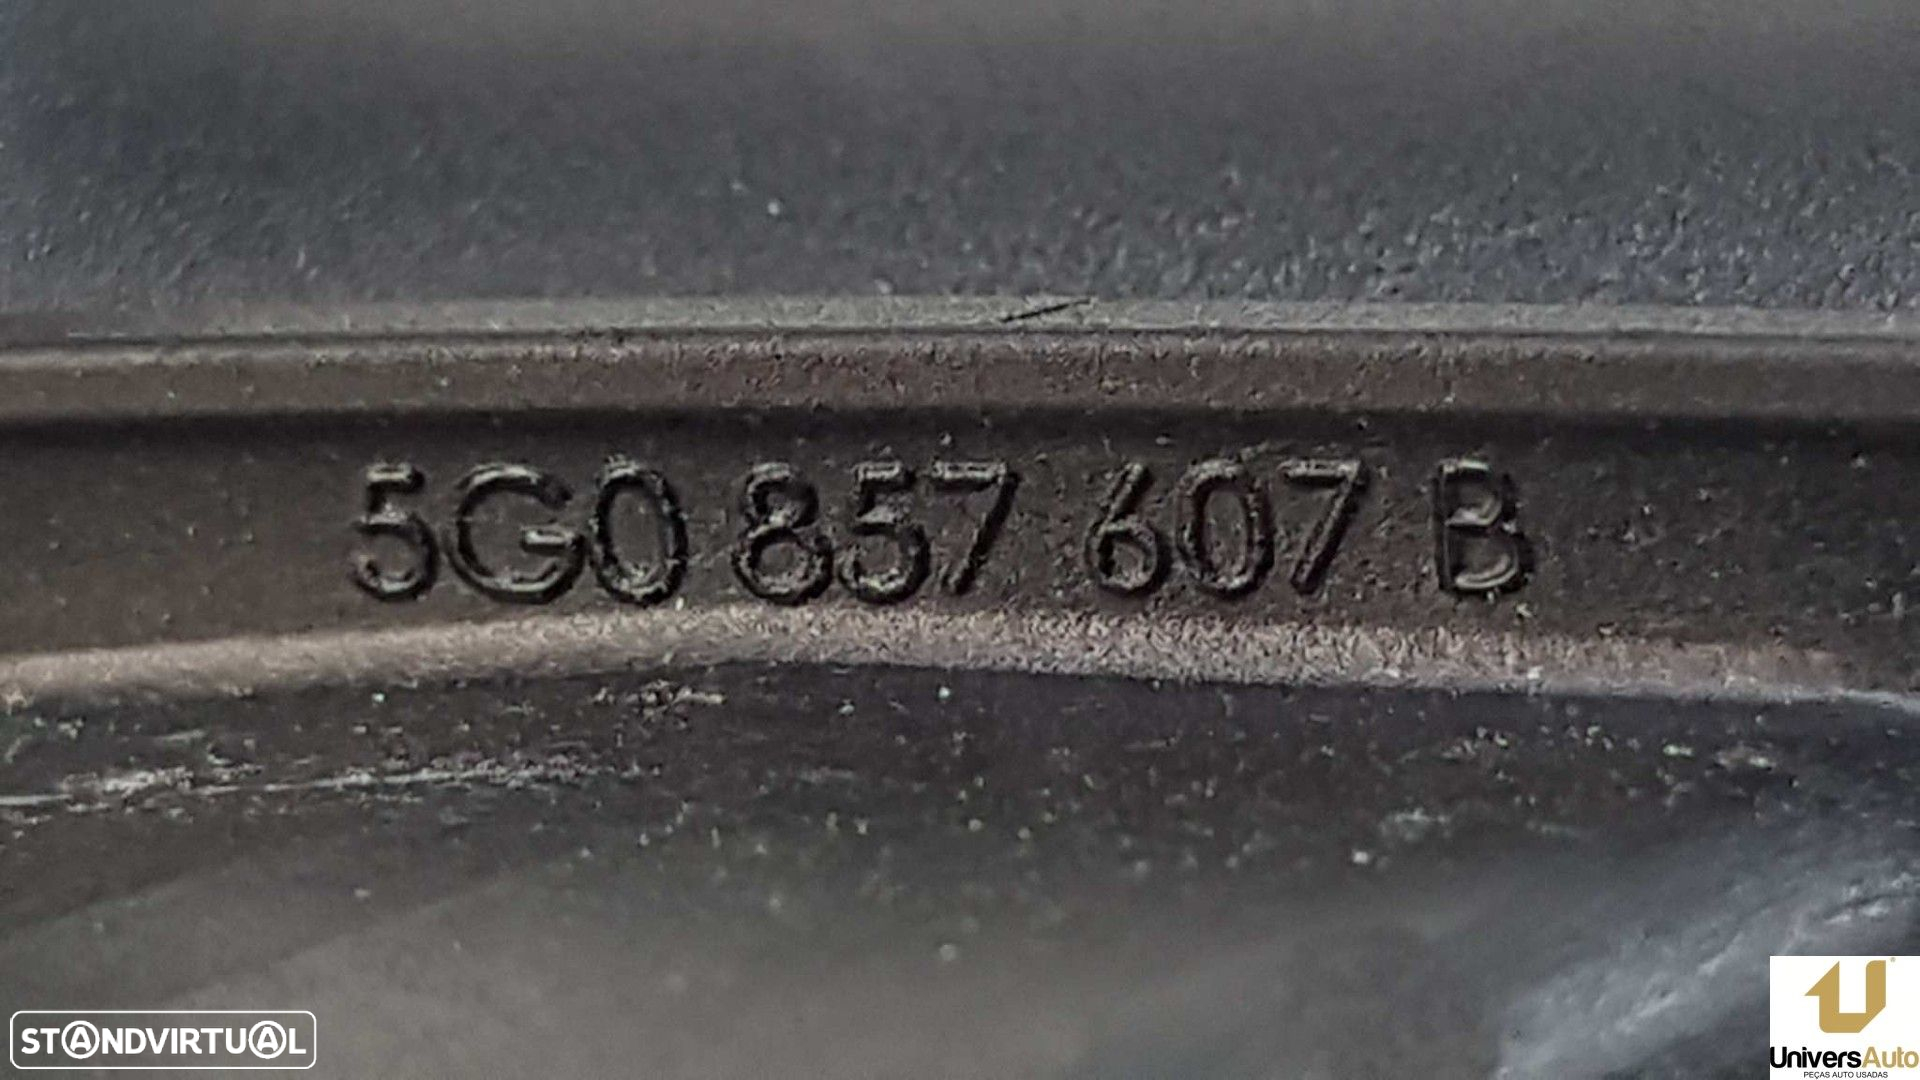 5G0 857 607 B
STANDVIRTUAL
UniversAuto
PEÇAS AUTO USADAS